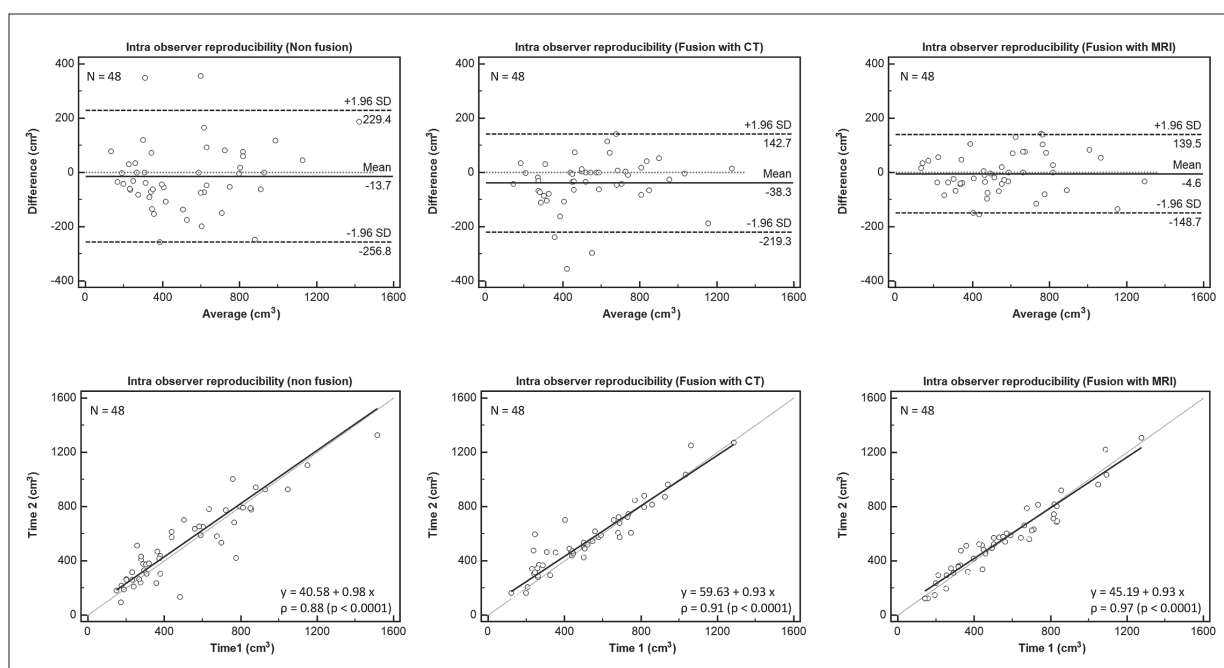 Intra observer reproducibility (Non fusion)
400
200
0
-200
-400
Difference (cm³)
N = 48
+1.96 SD
229.4
Mean
-13.7
-1.96 SD
-256.8
0
400
800
1200
1600
Average (cm³)
Intra observer reproducibility (Fusion with CT)
400
200
0
-200
-400
Difference (cm³)
N = 48
+1.96 SD
142.7
Mean
-38.3
-1.96 SD
-219.3
0
400
800
1200
1600
Average (cm³)
Intra observer reproducibility (Fusion with MRI)
400
200
0
-200
-400
Difference (cm³)
N = 48
+1.96 SD
139.5
Mean
-4.6
-1.96 SD
-148.7
0
400
800
1200
1600
Average (cm³)
Intra observer reproducibility (non fusion)
1600
1200
800
400
0
Time 2 (cm³)
N = 48
y = 40.58 + 0.98 x
ρ = 0.88 (p < 0.0001)
0
400
800
1200
1600
Time1 (cm³)
Intra observer reproducibility (Fusion with CT)
1600
1200
800
400
0
Time 2 (cm³)
N = 48
y = 59.63 + 0.93 x
ρ = 0.91 (p < 0.0001)
0
400
800
1200
1600
Time 1 (cm³)
Intra observer reproducibility (Fusion with MRI)
1600
1200
800
400
0
Time 2 (cm³)
N = 48
y = 45.19 + 0.93 x
ρ = 0.97 (p < 0.0001)
0
400
800
1200
1600
Time 1 (cm³)